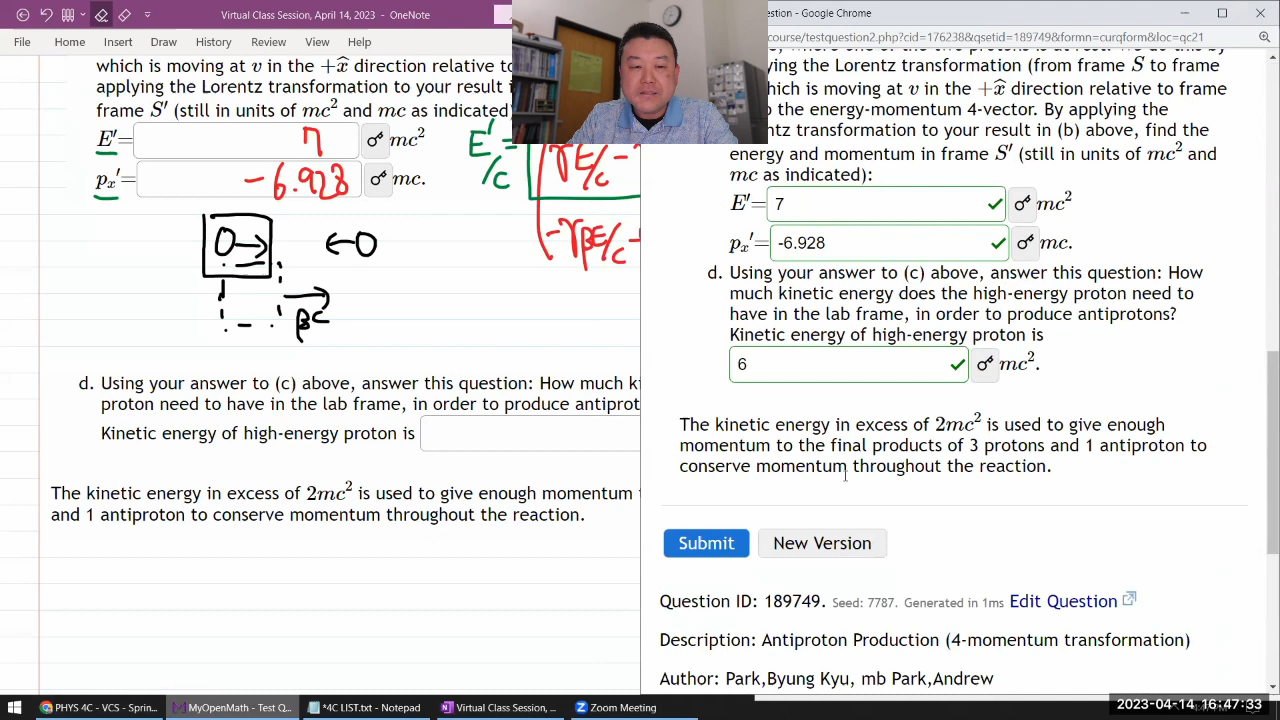 Virtual Class Session, April 14, 2023 - OneNote
File Home Insert Draw History Review View Help
which is moving at v in the +x̂ direction relative to
applying the Lorentz transformation to your result i
frame S′ (still in units of mc² and mc as indicated)
E′= 7 mc²
pₓ′= -6.928 mc.
E′/c =
γE/c -
-γβE/c -
βc
d. Using your answer to (c) above, answer this question: How much ki
proton need to have in the lab frame, in order to produce antiprot
Kinetic energy of high-energy proton is
The kinetic energy in excess of 2mc² is used to give enough momentum
and 1 antiproton to conserve momentum throughout the reaction.
estion - Google Chrome
course/testquestion2.php?cid=176238&qsetid=189749&formn=curqform&loc=qc21
ying the Lorentz transformation (from frame S to frame
hich is moving at v in the +x̂ direction relative to frame
o the energy-momentum 4-vector. By applying the
entz transformation to your result in (b) above, find the
energy and momentum in frame S′ (still in units of mc² and
mc as indicated):
E′= 7 mc²
pₓ′= -6.928 mc.
d. Using your answer to (c) above, answer this question: How
much kinetic energy does the high-energy proton need to
have in the lab frame, in order to produce antiprotons?
Kinetic energy of high-energy proton is
6 mc².
The kinetic energy in excess of 2mc² is used to give enough
momentum to the final products of 3 protons and 1 antiproton to
conserve momentum throughout the reaction.
Submit New Version
Question ID: 189749. Seed: 7787. Generated in 1ms Edit Question
Description: Antiproton Production (4-momentum transformation)
Author: Park,Byung Kyu, mb Park,Andrew
PHYS 4C - VCS - Sprin... MyOpenMath - Test Q... *4C LIST.txt - Notepad Virtual Class Session,... Zoom Meeting
2023-04-14 16:47:33